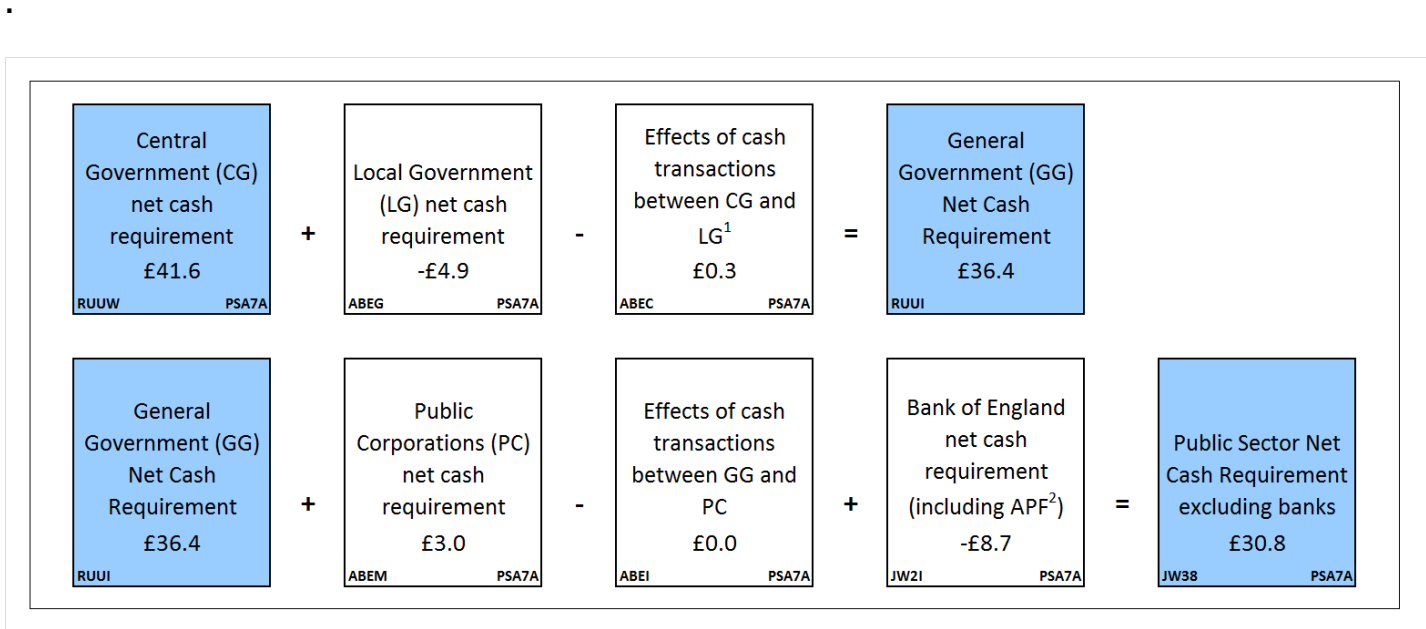 .
Central
Government (CG)
net cash
requirement
£41.6
RUUW PSA7A
+
Local Government
(LG) net cash
requirement
-£4.9
ABEG PSA7A
-
Effects of cash
transactions
between CG and
LG¹
£0.3
ABEC PSA7A
=
General
Government (GG)
Net Cash
Requirement
£36.4
RUUI
General
Government (GG)
Net Cash
Requirement
£36.4
RUUI
+
Public
Corporations (PC)
net cash
requirement
£3.0
ABEM PSA7A
-
Effects of cash
transactions
between GG and
PC
£0.0
ABEI PSA7A
+
Bank of England
net cash
requirement
(including APF²)
-£8.7
JW2I PSA7A
=
Public Sector Net
Cash Requirement
excluding banks
£30.8
JW38 PSA7A